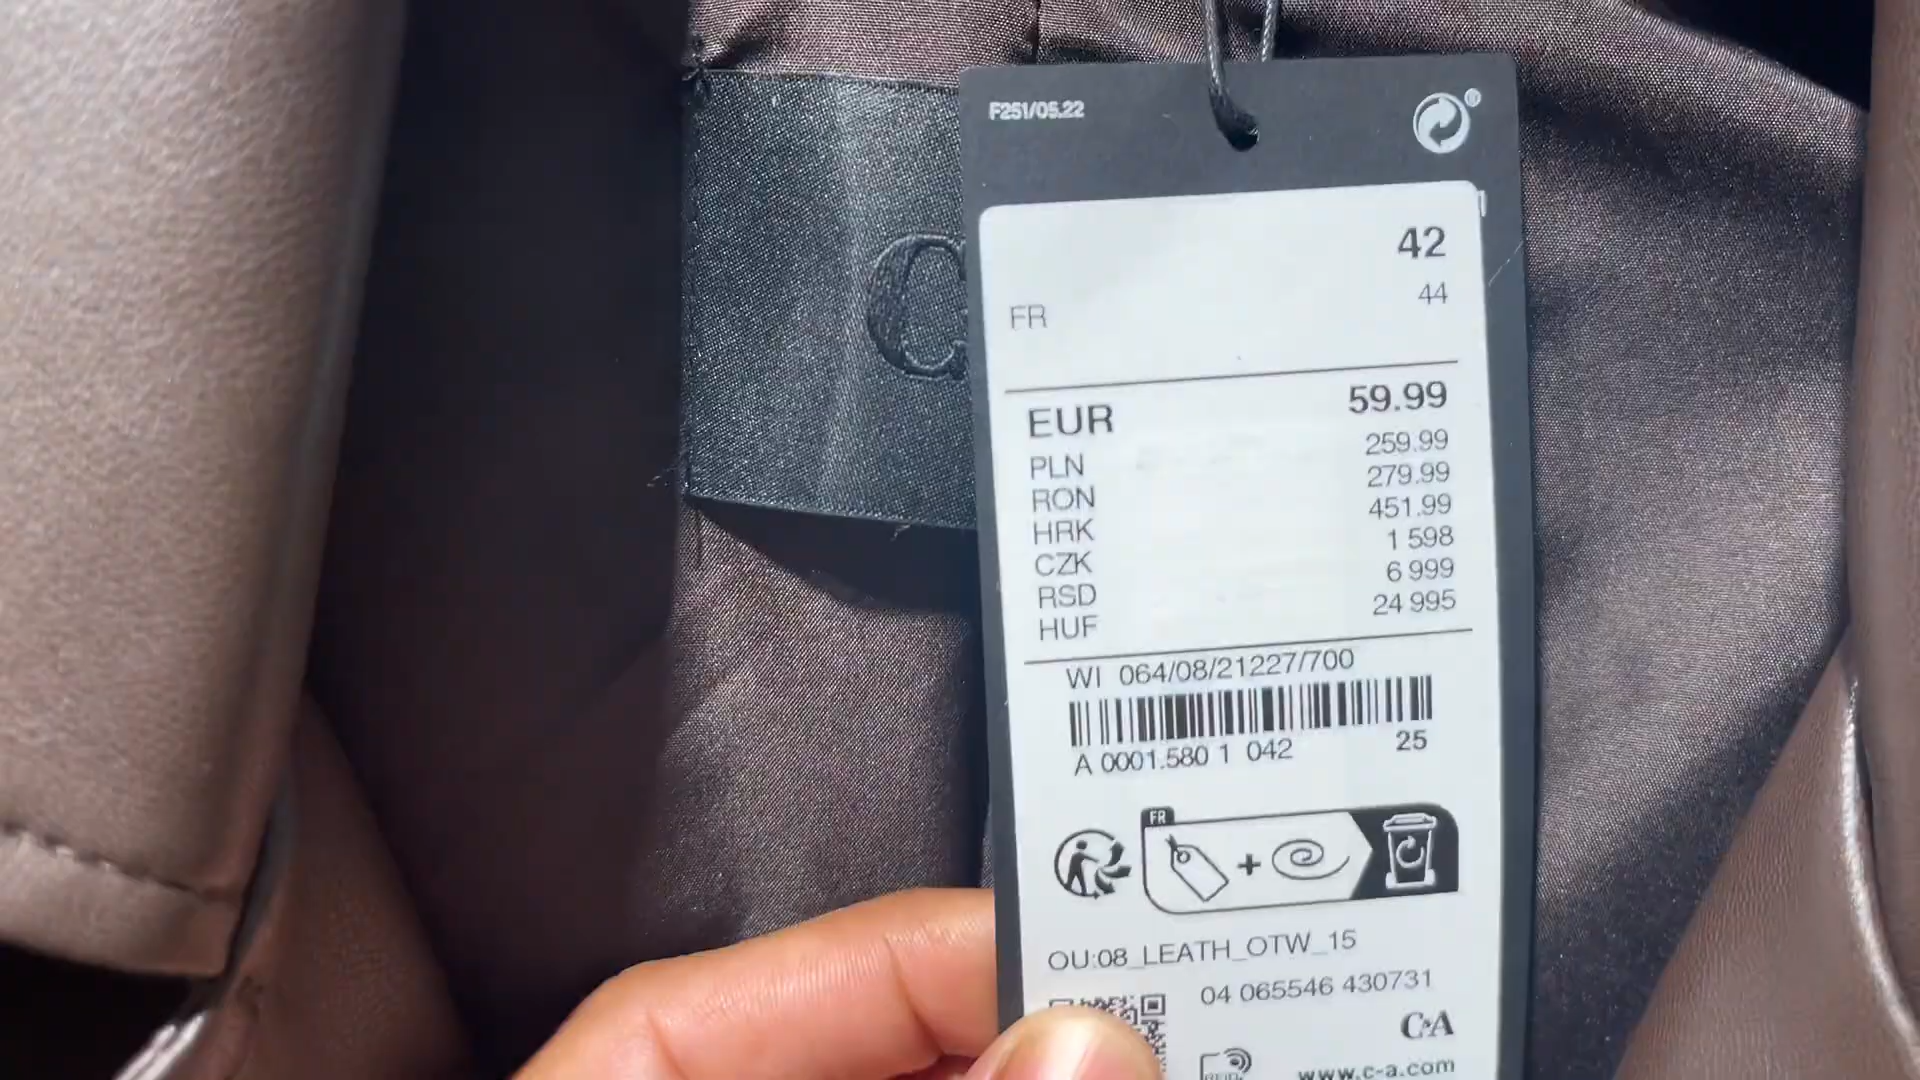 F251/05.22
C
42
FR 44
EUR 59.99
PLN 259.99
RON 279.99
HRK 451.99
CZK 1 598
RSD 6 999
HUF 24 995
WI 064/08/21227/700
A 0001.580 1 042 25
FR
OU:08_LEATH_OTW_15
04 065546 430731
C&A
RFID
www.c-a.com